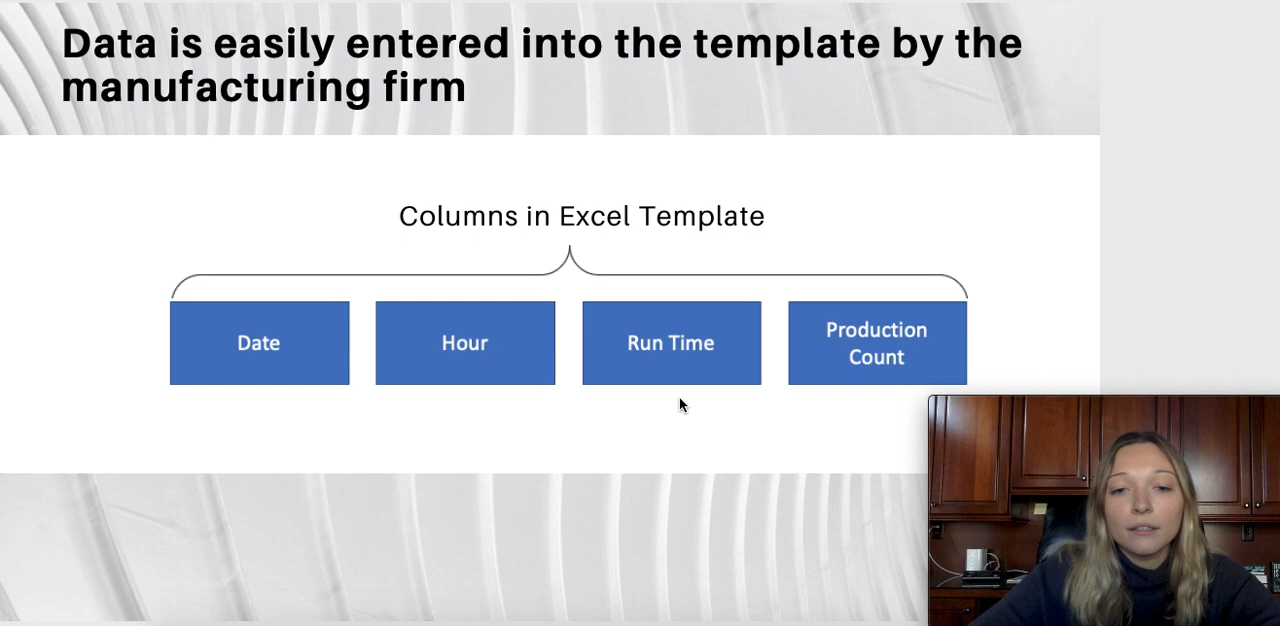 Data is easily entered into the template by the
manufacturing firm
Columns in Excel Template
Date
Hour
Run Time
Production
Count